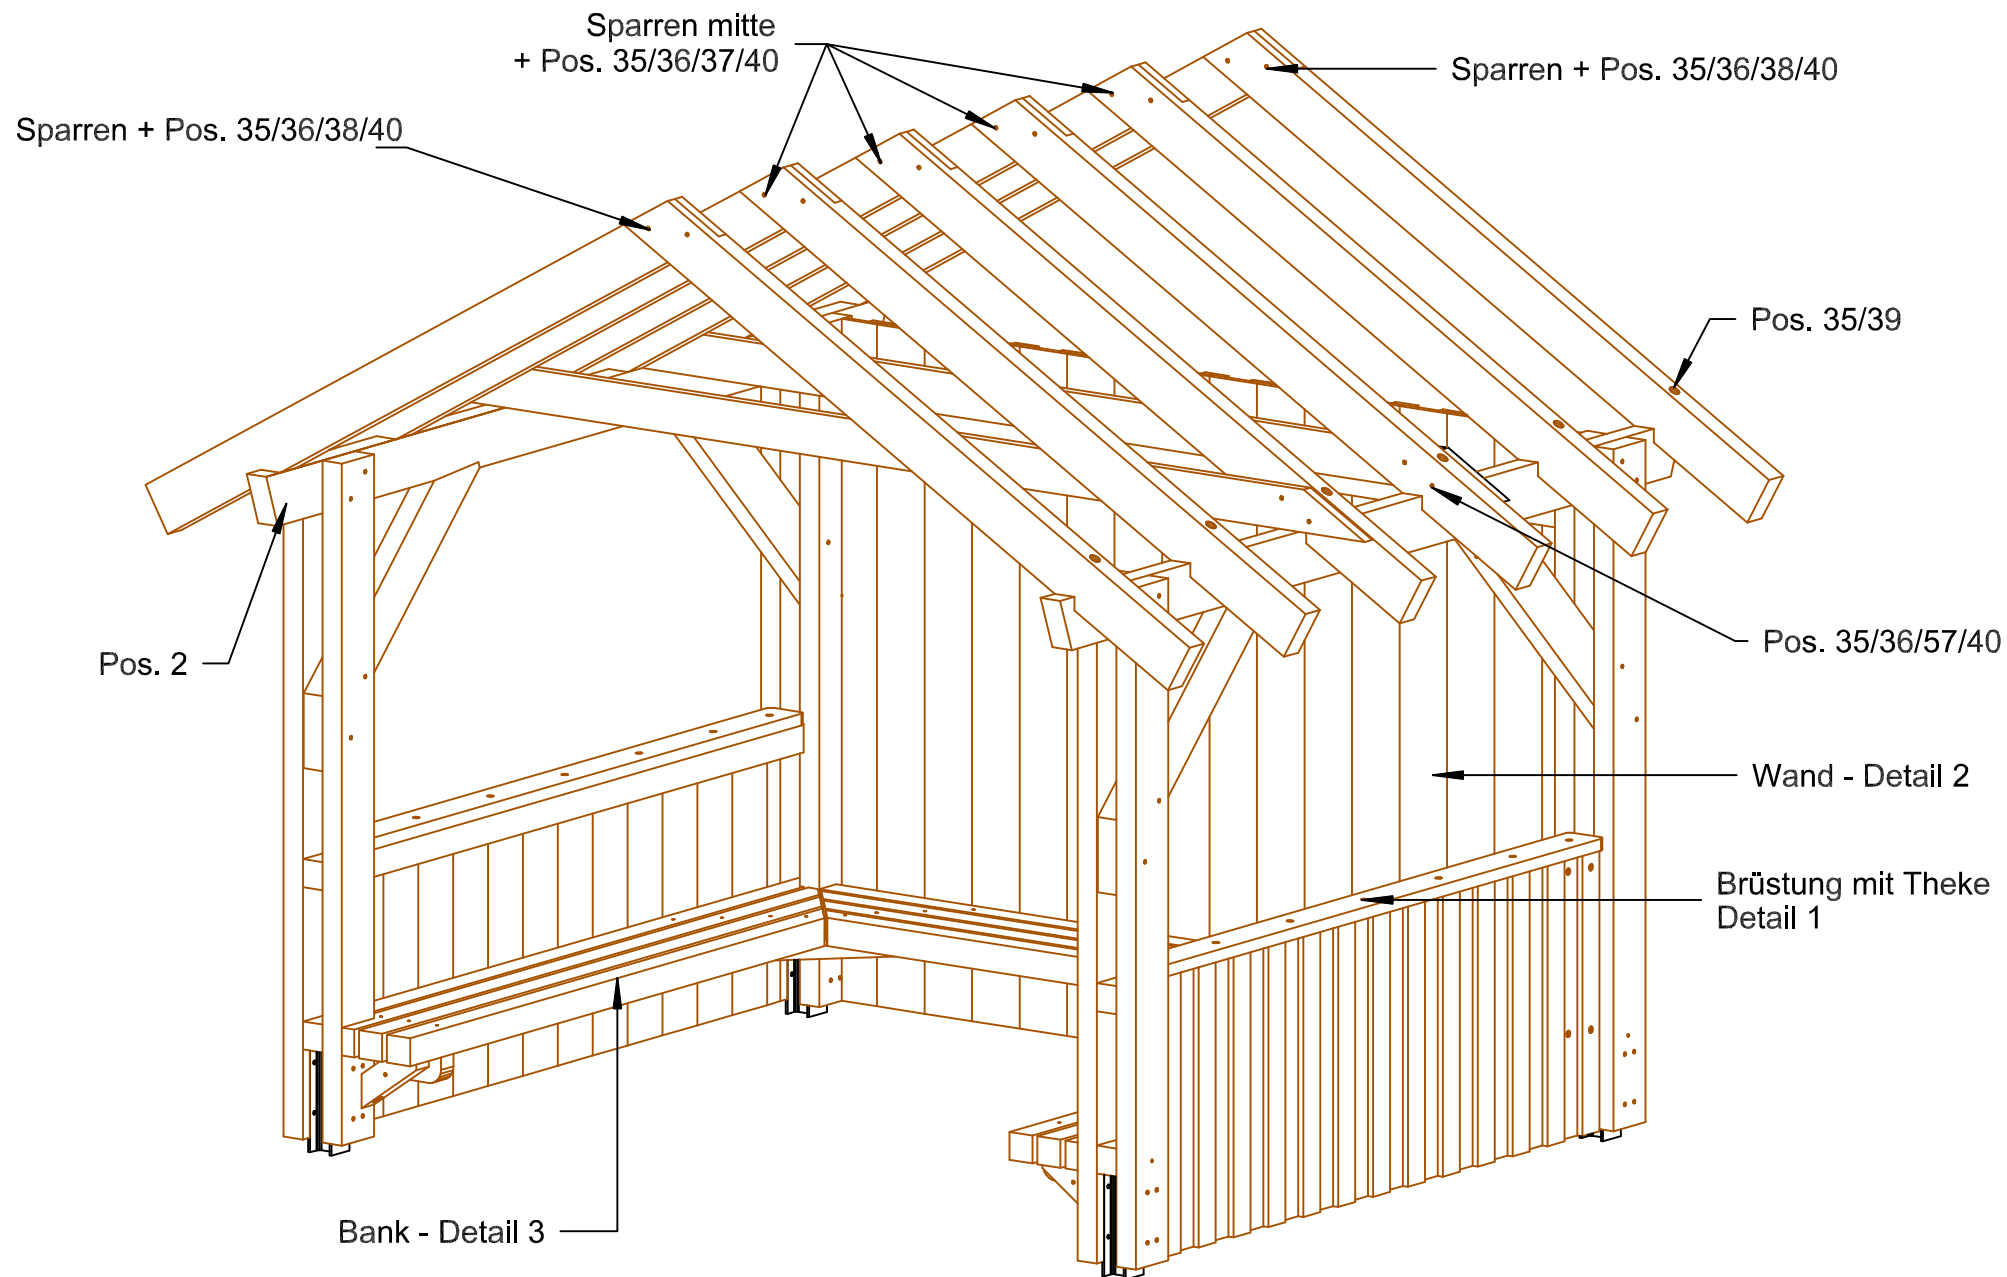 Sparren mitte
+ Pos. 35/36/37/40
Sparren + Pos. 35/36/38/40
Sparren + Pos. 35/36/38/40
Pos. 35/39
Pos. 2
Pos. 35/36/57/40
Wand - Detail 2
Brüstung mit Theke
Detail 1
Bank - Detail 3